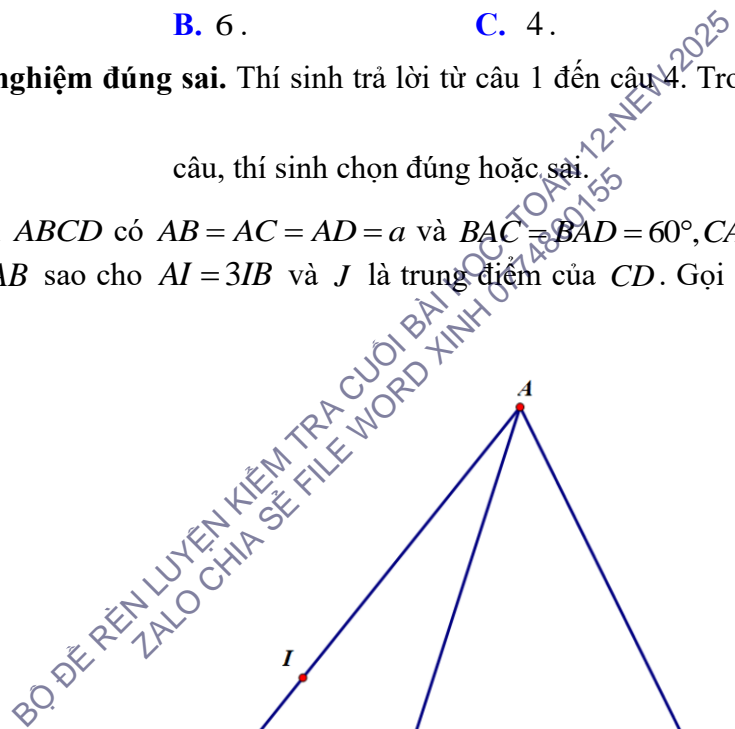 B. 6 . C. 4 .
nghiệm đúng sai. Thí sinh trả lời từ câu 1 đến câu 4. Tro
câu, thí sinh chọn đúng hoặc sai.
ABCD có AB = AC = AD = a và BAC = BAD = 60°, CA
AB sao cho AI = 3IB và J là trung điểm của CD. Gọi
BỘ ĐỀ RÈN LUYỆN KIỂM TRA CUỐI BÀI HỌC TOÁN 12-NEW 2025
ZALO CHIA SẺ FILE WORD XINH 0774880155
A
I